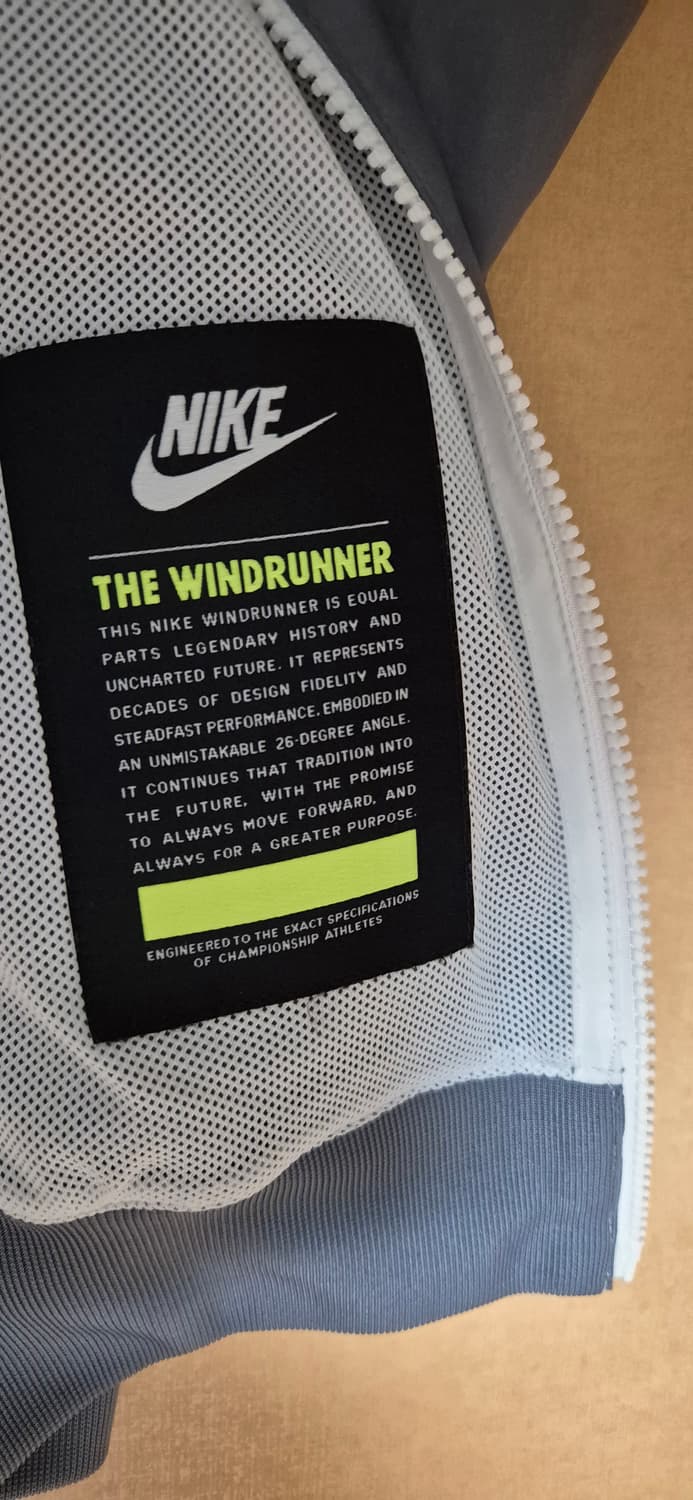 NIKE
THE WINDRUNNER
THIS NIKE WINDRUNNER IS EQUAL
PARTS LEGENDARY HISTORY AND
UNCHARTED FUTURE. IT REPRESENTS
DECADES OF DESIGN FIDELITY AND
STEADFAST PERFORMANCE, EMBODIED IN
AN UNMISTAKABLE 26-DEGREE ANGLE.
IT CONTINUES THAT TRADITION INTO
THE FUTURE, WITH THE PROMISE
TO ALWAYS MOVE FORWARD, AND
ALWAYS FOR A GREATER PURPOSE.
ENGINEERED TO THE EXACT SPECIFICATIONS
OF CHAMPIONSHIP ATHLETES